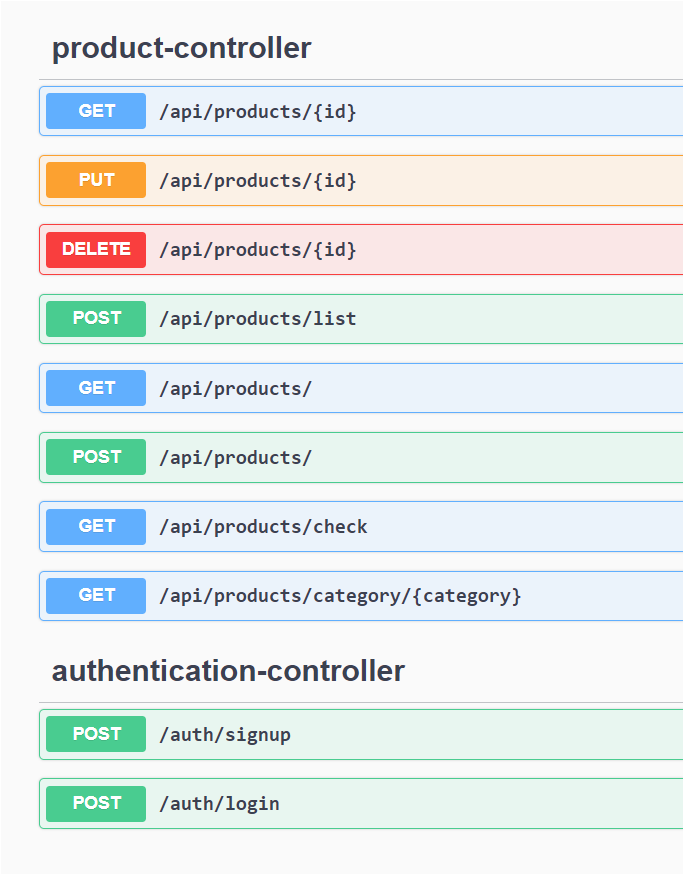 product-controller
GET /api/products/{id}
PUT /api/products/{id}
DELETE /api/products/{id}
POST /api/products/list
GET /api/products/
POST /api/products/
GET /api/products/check
GET /api/products/category/{category}
authentication-controller
POST /auth/signup
POST /auth/login